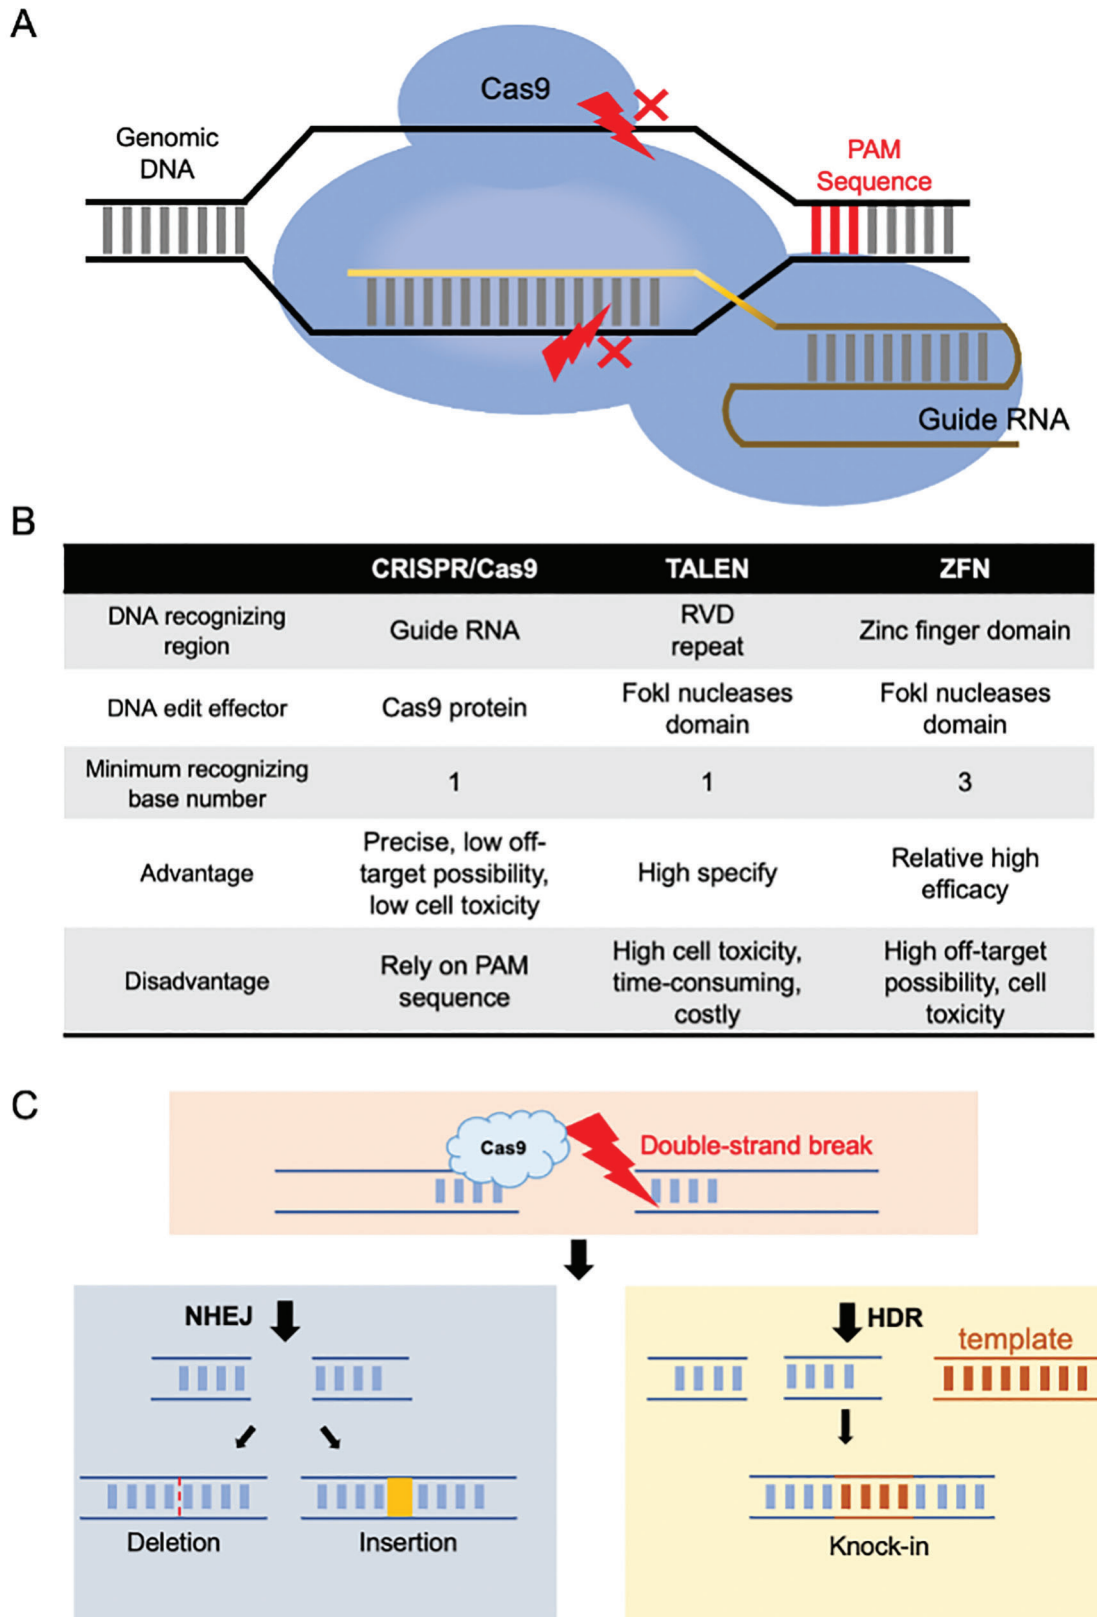 A
Cas9
Genomic
DNA
PAM
Sequence
Guide RNA
B
CRISPR/Cas9 TALEN ZFN
DNA recognizing
region
Guide RNA
RVD
repeat
Zinc finger domain
DNA edit effector
Cas9 protein
FokI nucleases
domain
FokI nucleases
domain
Minimum recognizing
base number
1
1
3
Advantage
Precise, low off-
target possibility,
low cell toxicity
High specify
Relative high
efficacy
Disadvantage
Rely on PAM
sequence
High cell toxicity,
time-consuming,
costly
High off-target
possibility, cell
toxicity
C
Cas9
Double-strand break
NHEJ
HDR
template
Deletion
Insertion
Knock-in